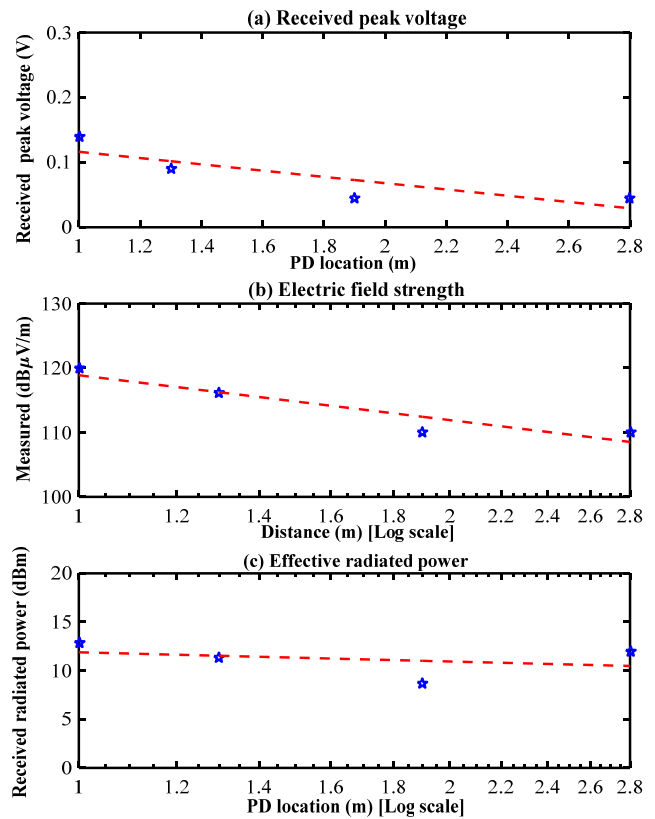 (a) Received peak voltage
Received peak voltage (V)
0.3
0.2
0.1
0
1 1.2 1.4 1.6 1.8 2 2.2 2.4 2.6 2.8
PD location (m)
(b) Electric field strength
Measured (dBμV/m)
130
120
110
100
1 1.2 1.4 1.6 1.8 2 2.2 2.4 2.6 2.8
Distance (m) [Log scale]
(c) Effective radiated power
Received radiated power (dBm)
20
15
10
5
0
1 1.2 1.4 1.6 1.8 2 2.2 2.4 2.6 2.8
PD location (m) [Log scale]